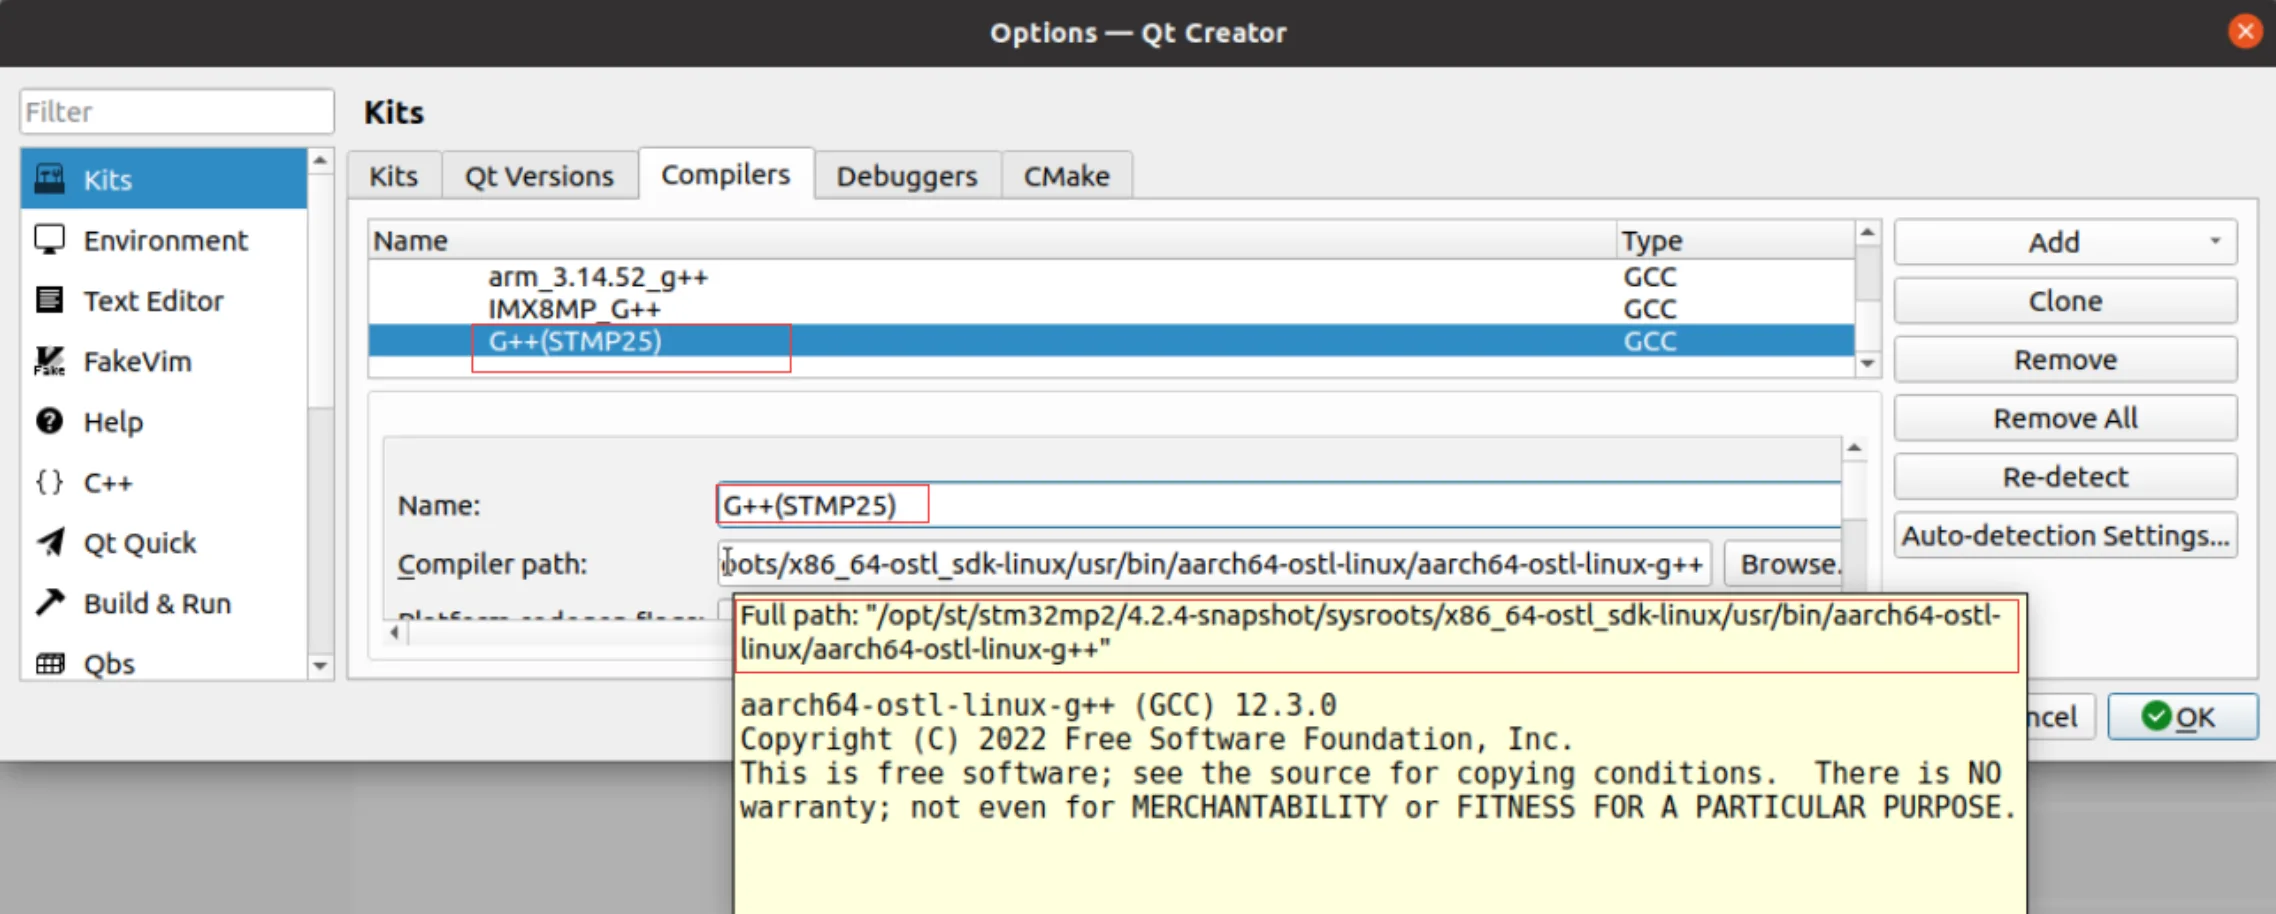 Options — Qt Creator
Filter
Kits
Environment
Text Editor
FakeVim
Help
C++
Qt Quick
Build & Run
Qbs
Kits
Kits
Qt Versions
Compilers
Debuggers
CMake
Name
Type
arm_3.14.52_g++
GCC
IMX8MP_G++
GCC
G++(STMP25)
GCC
Add
Clone
Remove
Remove All
Re-detect
Auto-detection Settings...
Name:
G++(STMP25)
Compiler path:
oots/x86_64-ostl_sdk-linux/usr/bin/aarch64-ostl-linux/aarch64-ostl-linux-g++
Browse.
Full path: "/opt/st/stm32mp2/4.2.4-snapshot/sysroots/x86_64-ostl_sdk-linux/usr/bin/aarch64-ostl-
linux/aarch64-ostl-linux-g++"
aarch64-ostl-linux-g++ (GCC) 12.3.0
Copyright (C) 2022 Free Software Foundation, Inc.
This is free software; see the source for copying conditions.  There is NO
warranty; not even for MERCHANTABILITY or FITNESS FOR A PARTICULAR PURPOSE.
ncel
OK